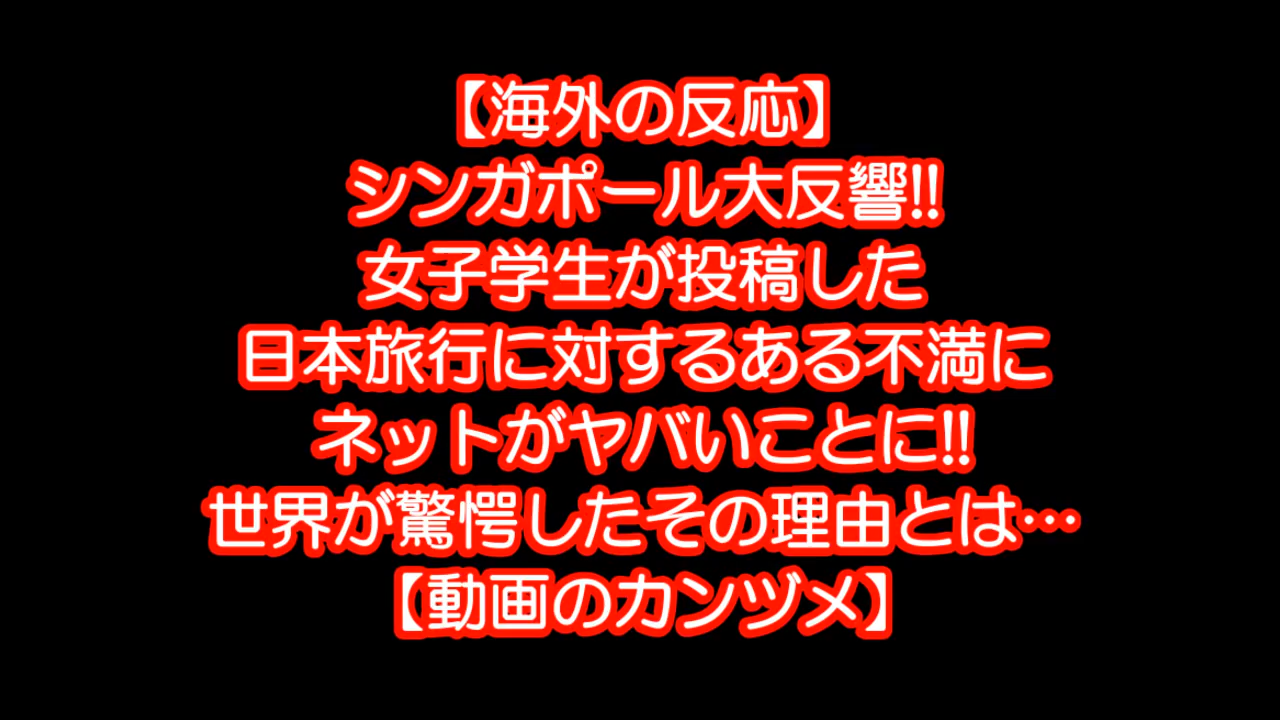 【海外の反応】
シンガポール大反響!!
女子学生が投稿した
日本旅行に対するある不満に
ネットがヤバいことに!!
世界が驚愕したその理由とは…
【動画のカンヅメ】